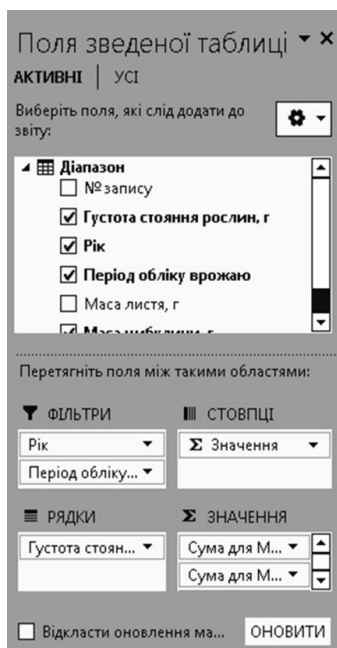 Поля зведеної таблиці
АКТИВНІ | УСІ
Виберіть поля, які слід додати до
звіту:
Діапазон
№ запису
Густота стояння рослин, г
Рік
Період обліку врожаю
Маса листя, г
Перетягніть поля між такими областями:
ФІЛЬТРИ
СТОВПЦІ
Рік
Σ Значення
Період обліку...
РЯДКИ
Σ ЗНАЧЕННЯ
Густота стоян...
Сума для М...
Сума для М...
Відкласти оновлення ма...
ОНОВИТИ